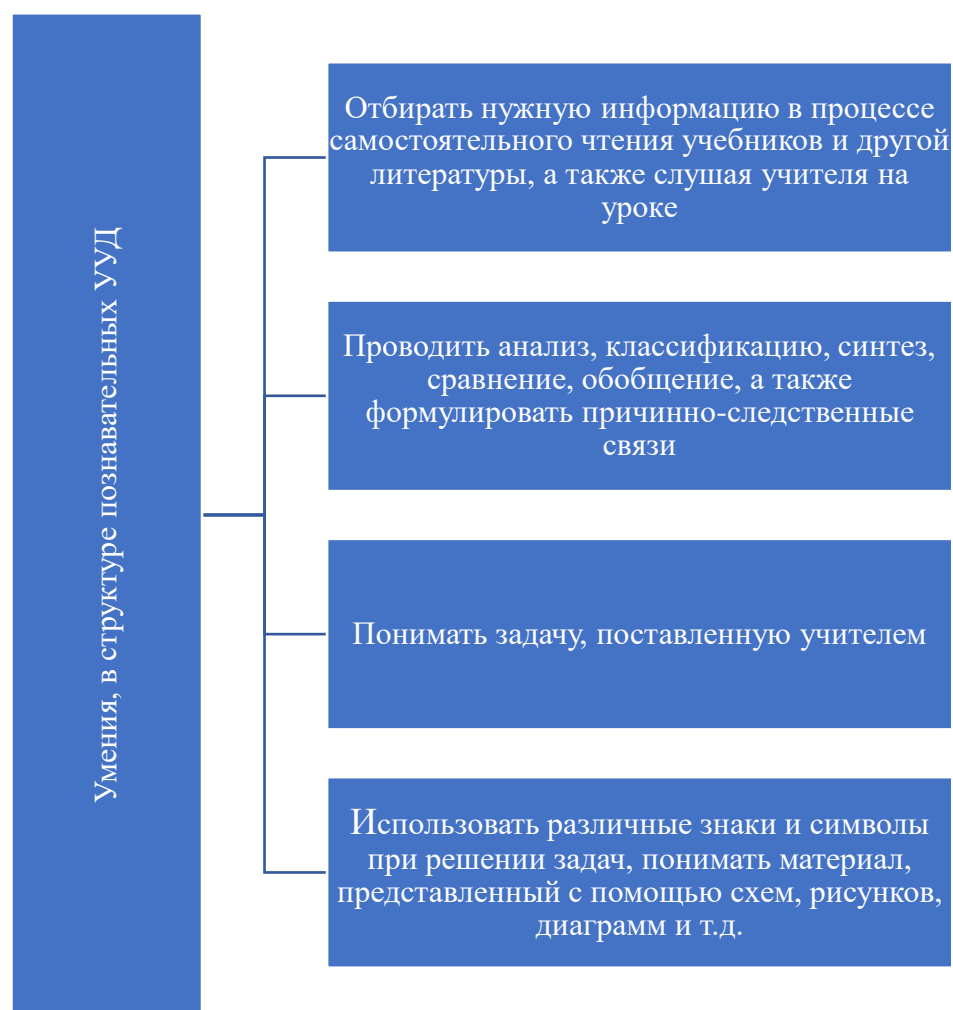 Умения, в структуре познавательных УУД
Отбирать нужную информацию в процессе
самостоятельного чтения учебников и другой
литературы, а также слушая учителя на
уроке
Проводить анализ, классификацию, синтез,
сравнение, обобщение, а также
формулировать причинно-следственные
связи
Понимать задачу, поставленную учителем
Использовать различные знаки и символы
при решении задач, понимать материал,
представленный с помощью схем, рисунков,
диаграмм и т.д.